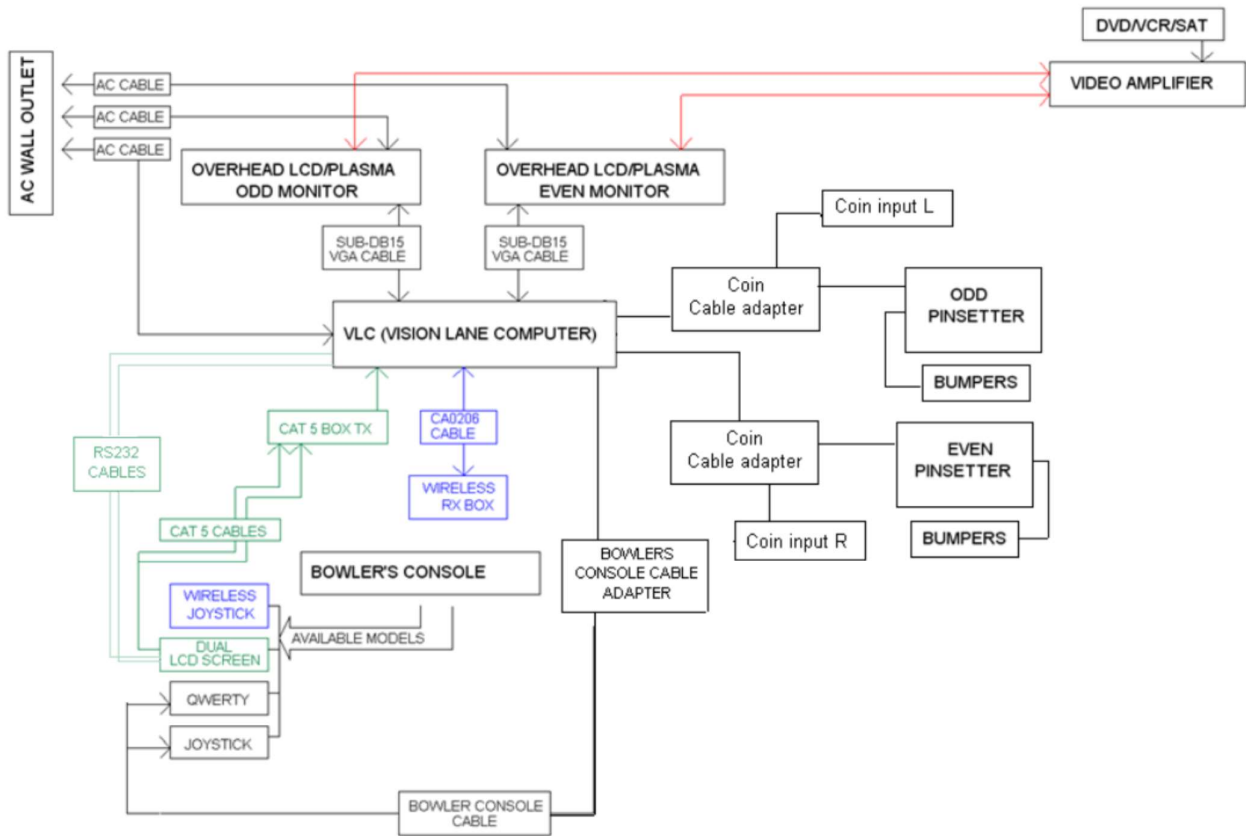 DVD/VCR/SAT
VIDEO AMPLIFIER
AC WALL OUTLET
AC CABLE
AC CABLE
AC CABLE
OVERHEAD LCD/PLASMA
ODD MONITOR
OVERHEAD LCD/PLASMA
EVEN MONITOR
SUB-DB15
VGA CABLE
SUB-DB15
VGA CABLE
Coin input L
Coin
Cable adapter
ODD
PINSETTER
BUMPERS
VLC (VISION LANE COMPUTER)
CAT 5 BOX TX
CA0206
CABLE
RS232
CABLES
WIRELESS
RX BOX
Coin
Cable adapter
EVEN
PINSETTER
CAT 5 CABLES
Coin input R
BUMPERS
BOWLER'S CONSOLE
BOWLERS
CONSOLE CABLE
ADAPTER
WIRELESS
JOYSTICK
AVAILABLE MODELS
DUAL
LCD SCREEN
QWERTY
JOYSTICK
BOWLER CONSOLE
CABLE